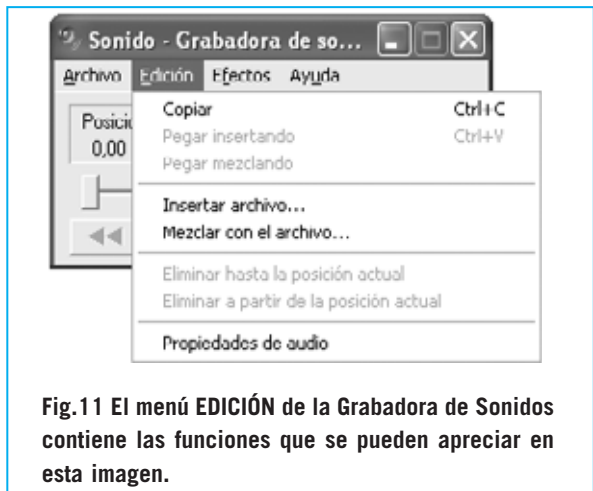 Sonido - Grabadora de so...
Archivo Edición Efectos Ayuda
Posició
0,00
Copiar Ctrl+C
Pegar insertando Ctrl+V
Pegar mezclando
Insertar archivo...
Mezclar con el archivo...
Eliminar hasta la posición actual
Eliminar a partir de la posición actual
Propiedades de audio
Fig.11 El menú EDICIÓN de la Grabadora de Sonidos
contiene las funciones que se pueden apreciar en
esta imagen.